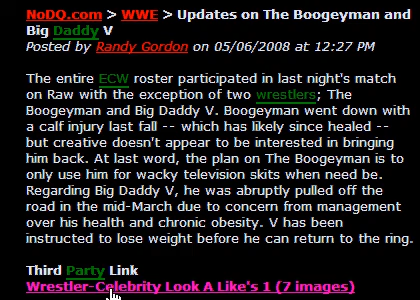 NoDQ.com > WWE > Updates on The Boogeyman and
Big Daddy V
Posted by Randy Gordon on 05/06/2008 at 12:27 PM
The entire ECW roster participated in last night's match
on Raw with the exception of two wrestlers; The
Boogeyman and Big Daddy V. Boogeyman went down with
a calf injury last fall -- which has likely since healed --
but creative doesn't appear to be interested in bringing
him back. At last word, the plan on The Boogeyman is to
only use him for wacky television skits when need be.
Regarding Big Daddy V, he was abruptly pulled off the
road in the mid-March due to concern from management
over his health and chronic obesity. V has been
instructed to lose weight before he can return to the ring.
Third Party Link
Wrestler-Celebrity Look A Like's 1 (7 images)